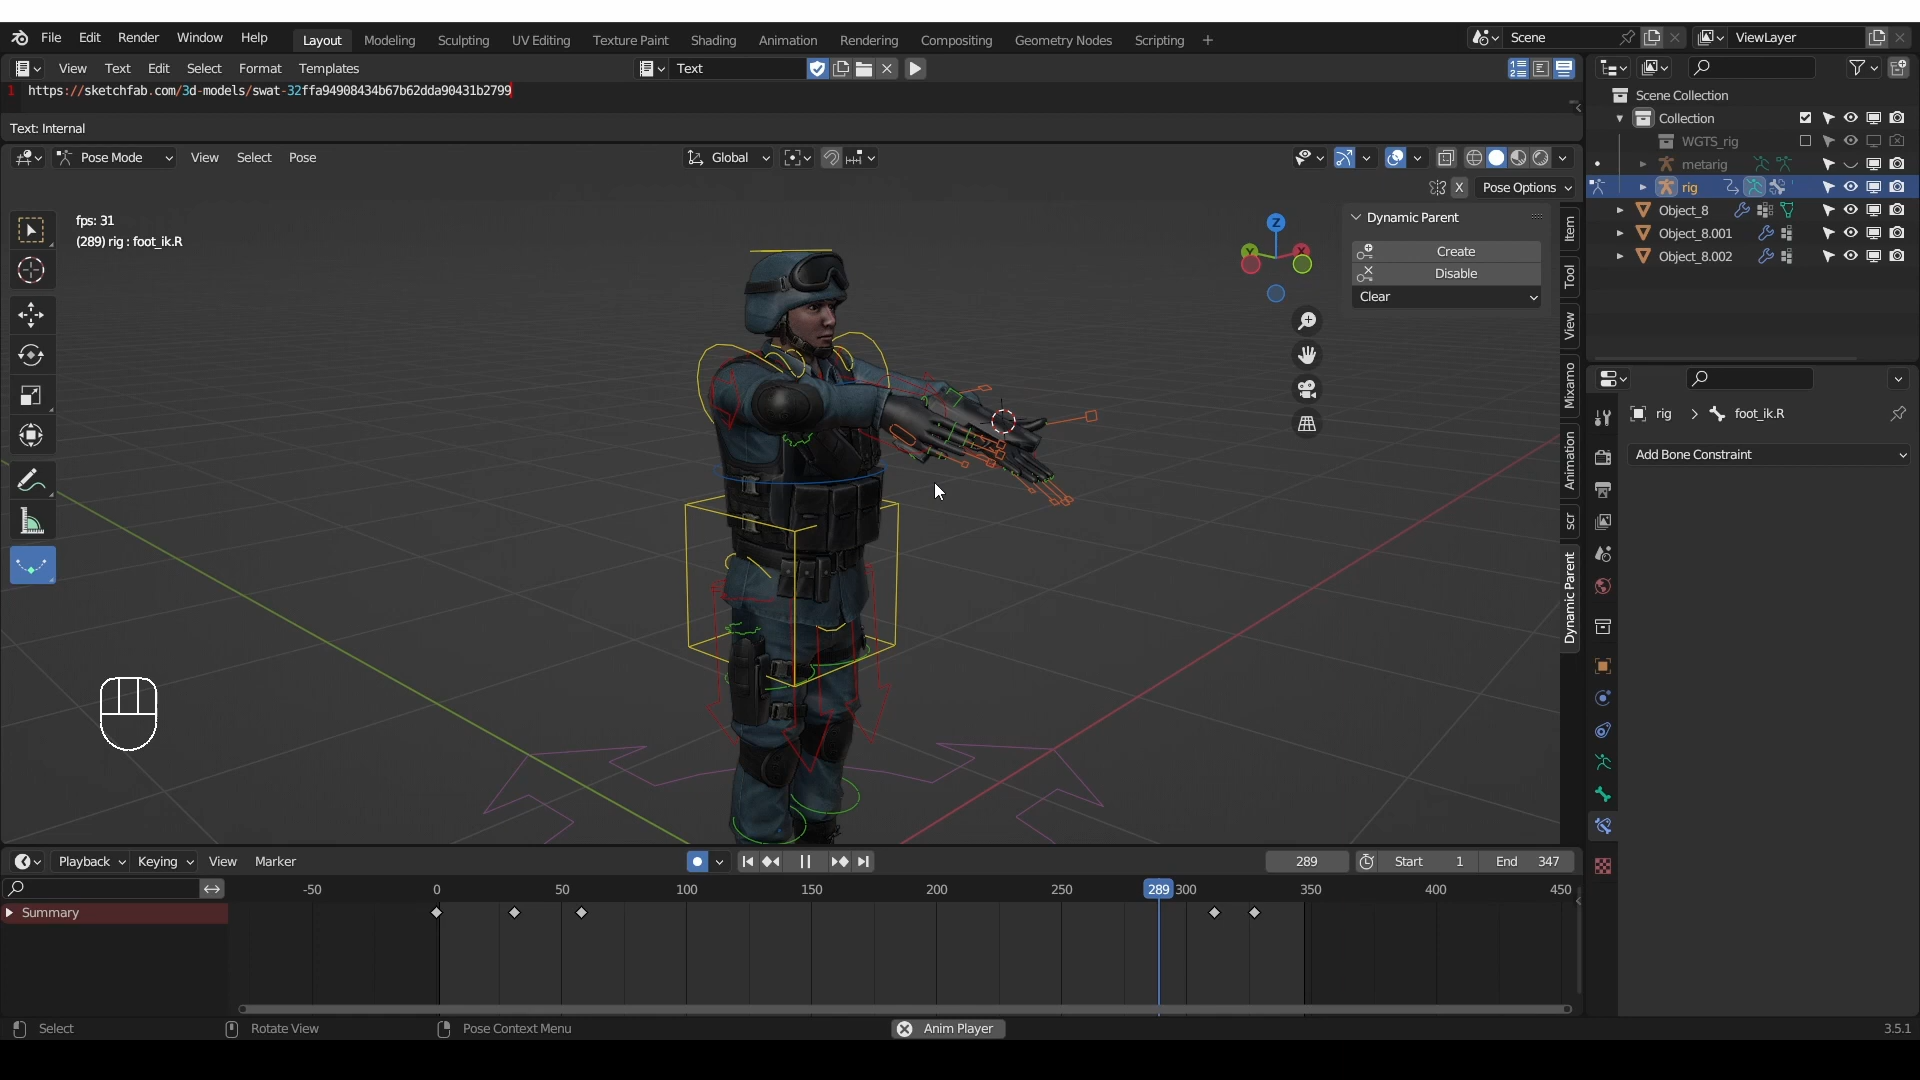 File Edit Render Window Help Layout Modeling Sculpting UV Editing Texture Paint Shading Animation Rendering Compositing Geometry Nodes Scripting + Scene ViewLayer
View Text Edit Select Format Templates Text
1 https://sketchfab.com/3d-models/swat-32ffa94908434b67b62dda90431b2799
Text: Internal
Pose Mode View Select Pose Global
X Pose Options
fps: 31
(289) rig : foot_ik.R
Z
Y
X
Dynamic Parent
Create
Disable
Clear
Item
Tool
View
Mixamo
Animation
scr
Dynamic Parent
Scene Collection
Collection
WGTS_rig
metarig
rig
Object_8
Object_8.001
Object_8.002
rig > foot_ik.R
Add Bone Constraint
Playback Keying View Marker 289 Start 1 End 347
-50 0 50 100 150 200 250 289 300 350 400 450
Summary
Select Rotate View Pose Context Menu Anim Player 3.5.1